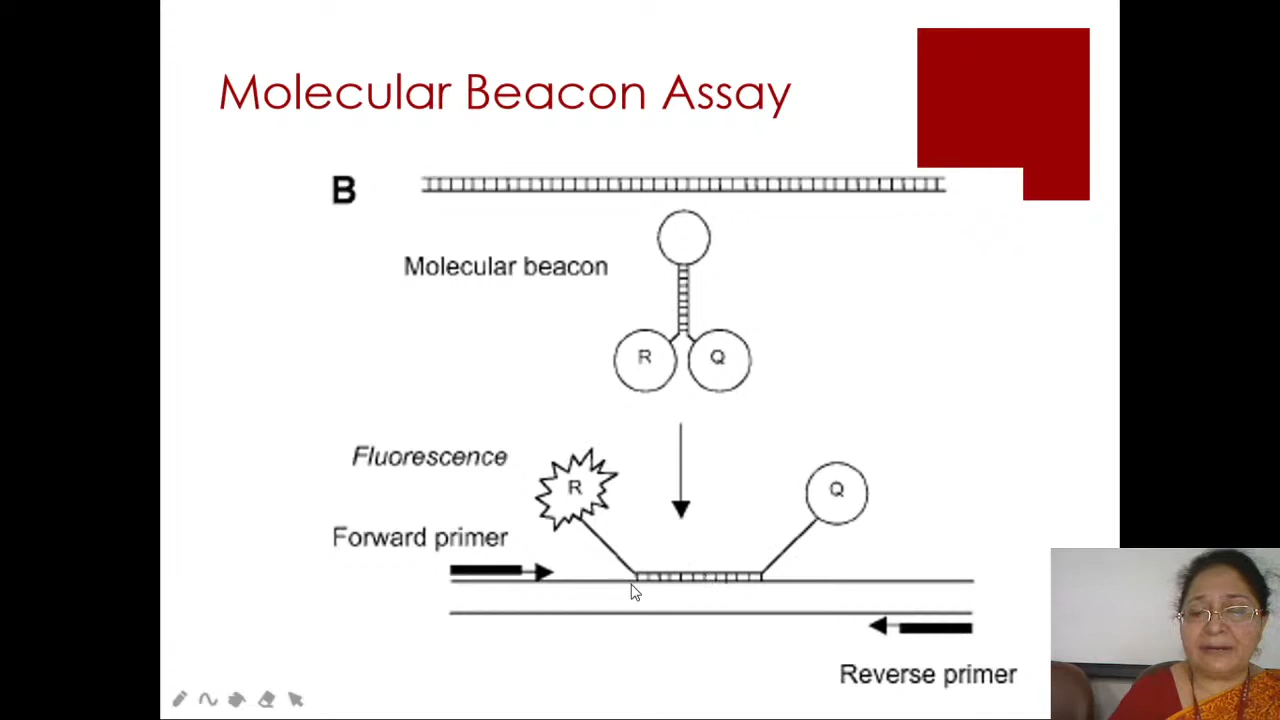 Molecular Beacon Assay
B
Molecular beacon
R Q
Fluorescence
R
Q
Forward primer
Reverse primer